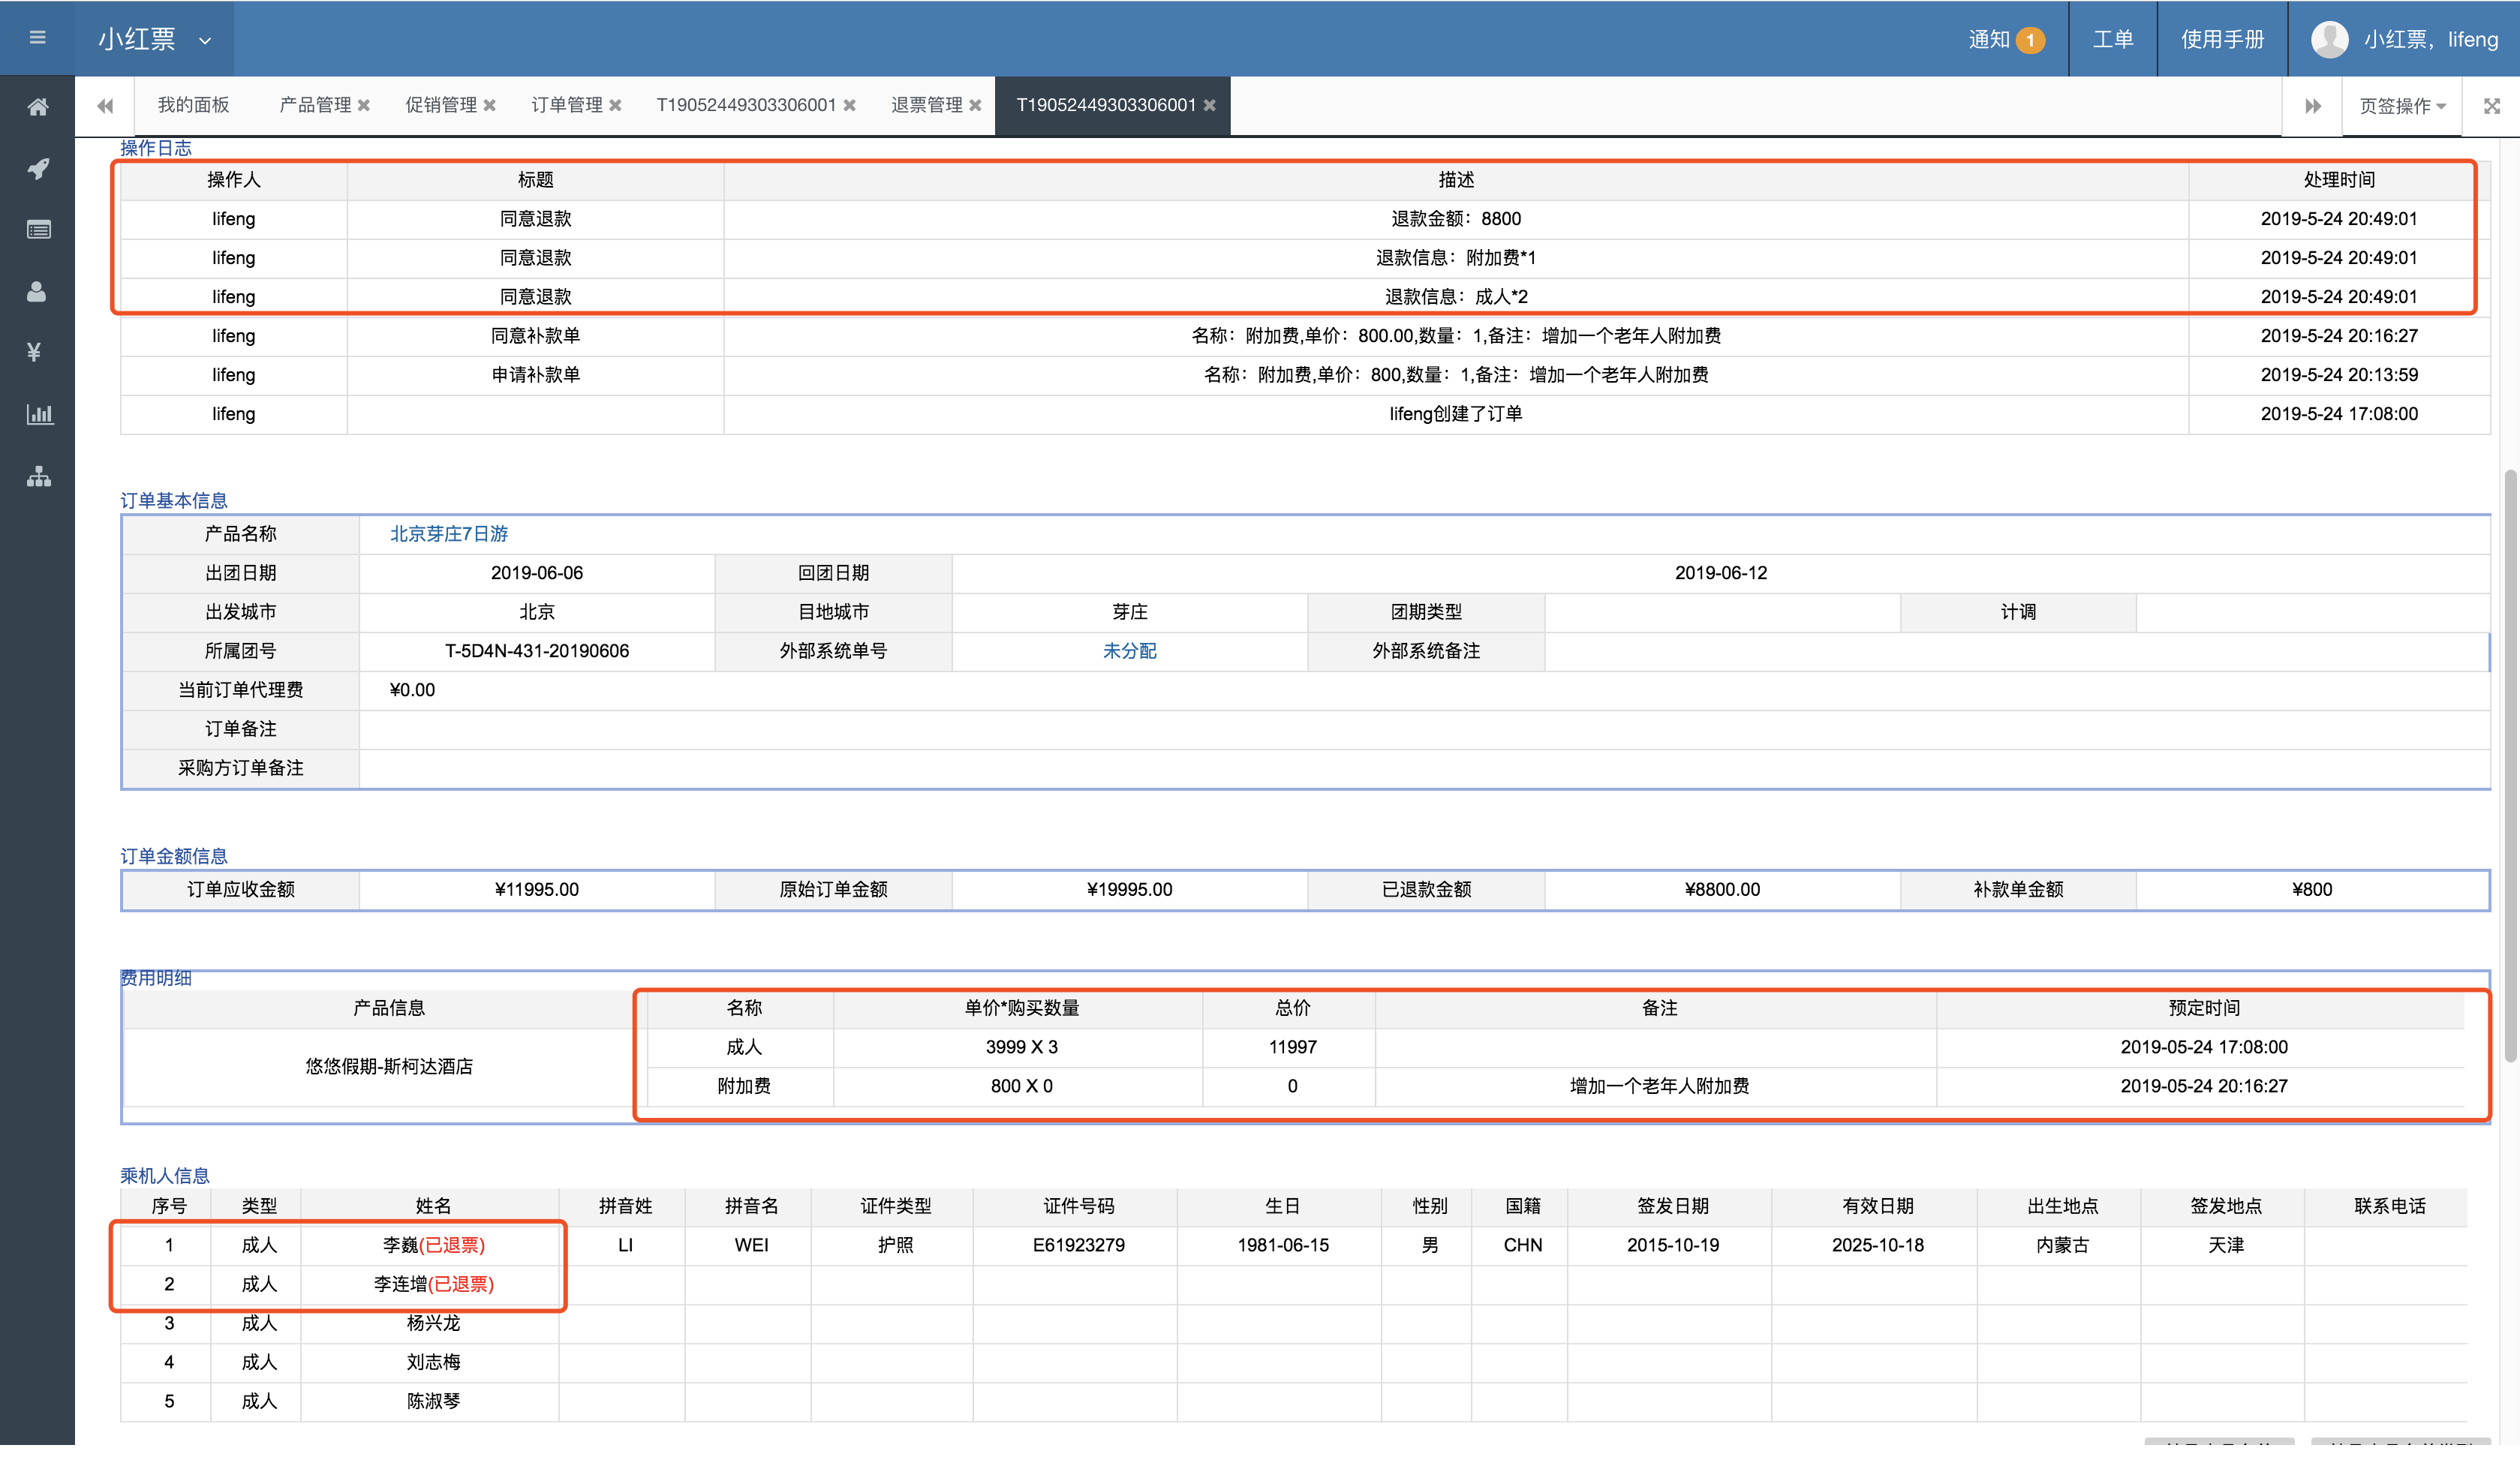 小红票
通知 1 工单 使用手册 小红票，lifeng
我的面板 产品管理 促销管理 订单管理 T19052449303306001 退票管理 T19052449303306001 页签操作
操作日志
操作人 标题 描述 处理时间
lifeng 同意退款 退款金额：8800 2019-5-24 20:49:01
lifeng 同意退款 退款信息：附加费*1 2019-5-24 20:49:01
lifeng 同意退款 退款信息：成人*2 2019-5-24 20:49:01
lifeng 同意补款单 名称：附加费,单价：800.00,数量：1,备注：增加一个老年人附加费 2019-5-24 20:16:27
lifeng 申请补款单 名称：附加费,单价：800,数量：1,备注：增加一个老年人附加费 2019-5-24 20:13:59
lifeng lifeng创建了订单 2019-5-24 17:08:00
订单基本信息
产品名称 北京芽庄7日游
出团日期 2019-06-06 回团日期 2019-06-12
出发城市 北京 目地城市 芽庄 团期类型 计调
所属团号 T-5D4N-431-20190606 外部系统单号 未分配 外部系统备注
当前订单代理费 ¥0.00
订单备注
采购方订单备注
订单金额信息
订单应收金额 ¥11995.00 原始订单金额 ¥19995.00 已退款金额 ¥8800.00 补款单金额 ¥800
费用明细
产品信息 名称 单价*购买数量 总价 备注 预定时间
悠悠假期-斯柯达酒店 成人 3999 X 3 11997 2019-05-24 17:08:00
附加费 800 X 0 0 增加一个老年人附加费 2019-05-24 20:16:27
乘机人信息
序号 类型 姓名 拼音姓 拼音名 证件类型 证件号码 生日 性别 国籍 签发日期 有效日期 出生地点 签发地点 联系电话
1 成人 李巍(已退票) LI WEI 护照 E61923279 1981-06-15 男 CHN 2015-10-19 2025-10-18 内蒙古 天津
2 成人 李连增(已退票)
3 成人 杨兴龙
4 成人 刘志梅
5 成人 陈淑琴